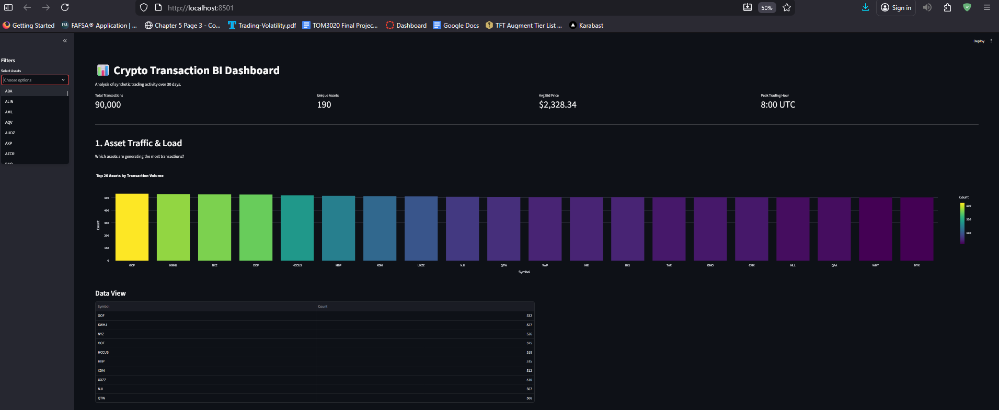 http://localhost:8501
50%
Sign in
Getting Started
FAFSA® Application | ...
Chapter 5 Page 3 - Co...
Trading-Volatility.pdf
TOM3020 Final Projec...
Dashboard
Google Docs
TFT Augment Tier List ...
Karabast
Deploy
Filters
Select Assets
Choose options
ABA
ALIN
AML
AQV
AUDZ
AXP
AZCR
Crypto Transaction BI Dashboard
Analysis of synthetic trading activity over 30 days.
Total Transactions
90,000
Unique Assets
190
Avg Bid Price
$2,328.34
Peak Trading Hour
8:00 UTC
1. Asset Traffic & Load
Which assets are generating the most transactions?
Top 20 Assets by Transaction Volume
Count
500
400
300
200
100
0
GOF
KWHJ
NYZ
OOF
HCCUS
HBP
XDM
UXZZ
NJI
QTW
VWP
RKJ
TAR
OMO
CMX
HLL
QAA
WMY
MYX
Symbol
Count
530
520
510
Data View
Symbol Count
GOF 532
KWHJ 527
NYZ 526
OOF 525
HCCUS 518
HBP 515
XDM 512
UXZZ 510
NJI 507
QTW 506